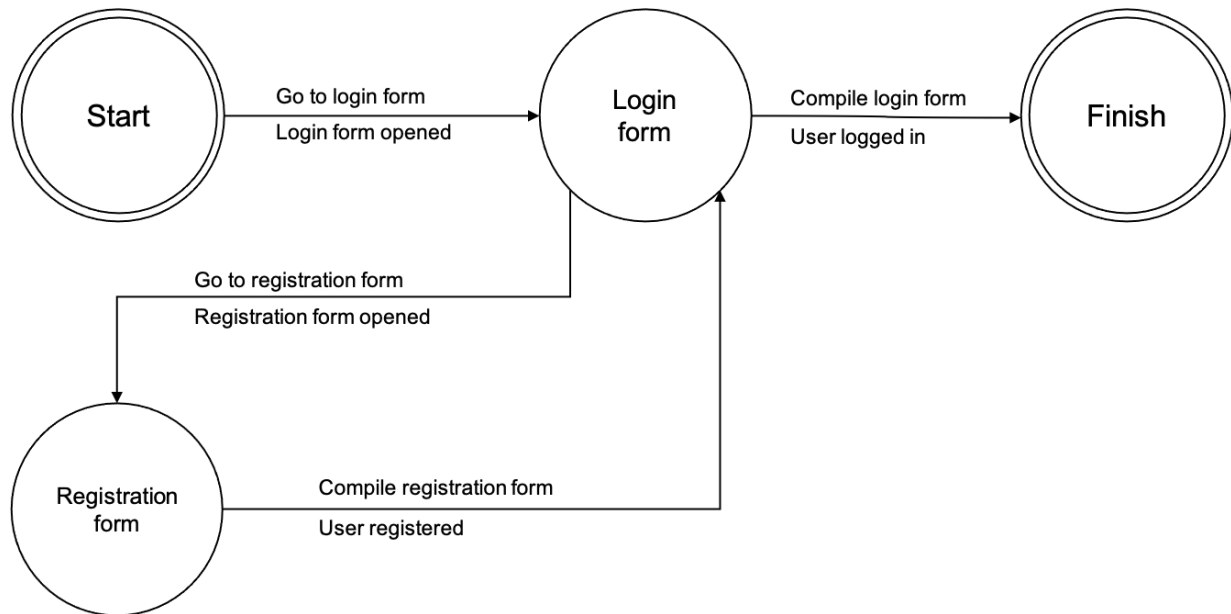 Start
Go to login form
Login form opened
Login
form
Compile login form
User logged in
Finish
Go to registration form
Registration form opened
Registration
form
Compile registration form
User registered